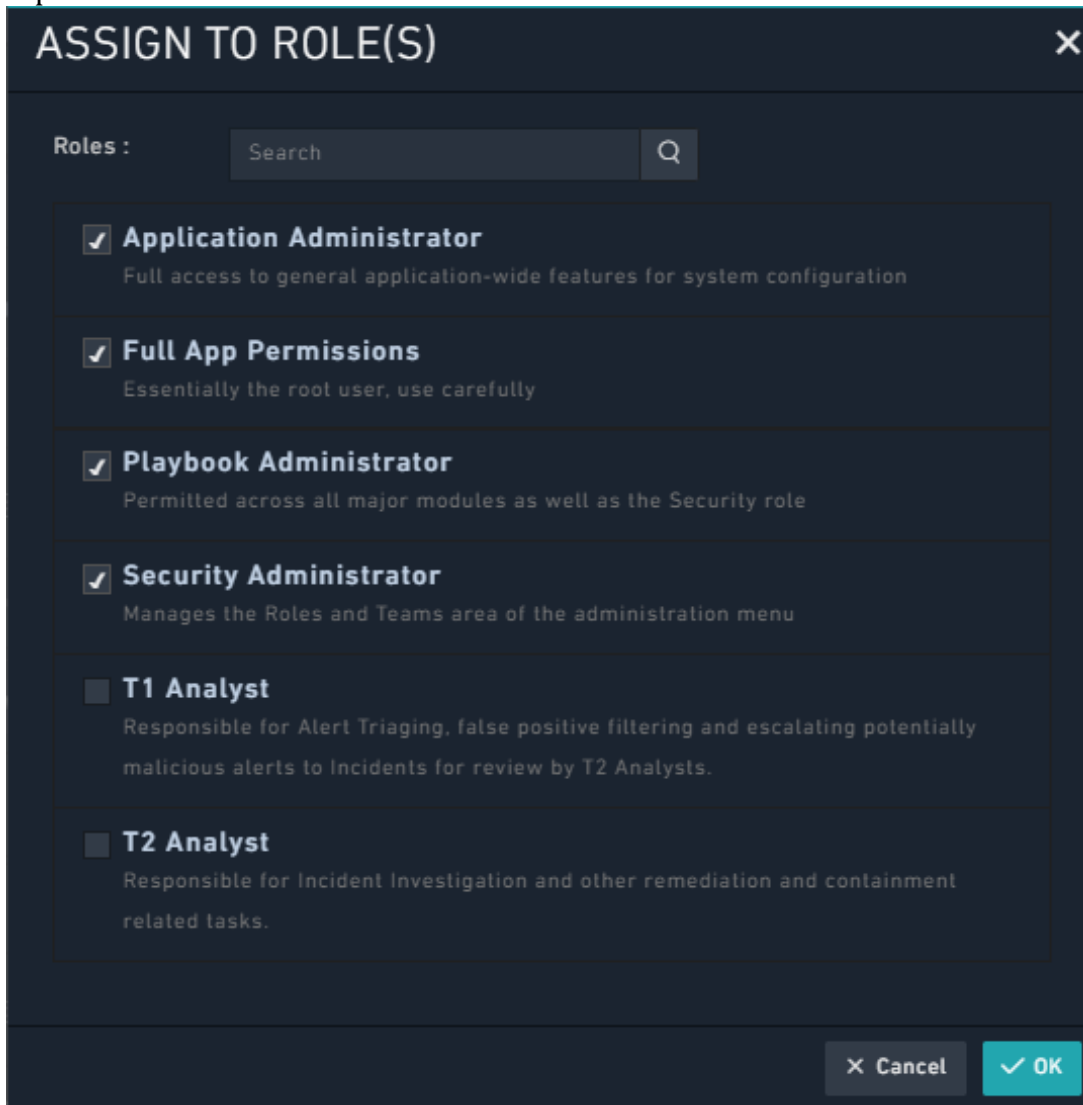 ASSIGN TO ROLE(S)
Roles :
Search
Application Administrator
Full access to general application-wide features for system configuration
Full App Permissions
Essentially the root user, use carefully
Playbook Administrator
Permitted across all major modules as well as the Security role
Security Administrator
Manages the Roles and Teams area of the administration menu
T1 Analyst
Responsible for Alert Triaging, false positive filtering and escalating potentially
malicious alerts to Incidents for review by T2 Analysts.
T2 Analyst
Responsible for Incident Investigation and other remediation and containment
related tasks.
Cancel
OK